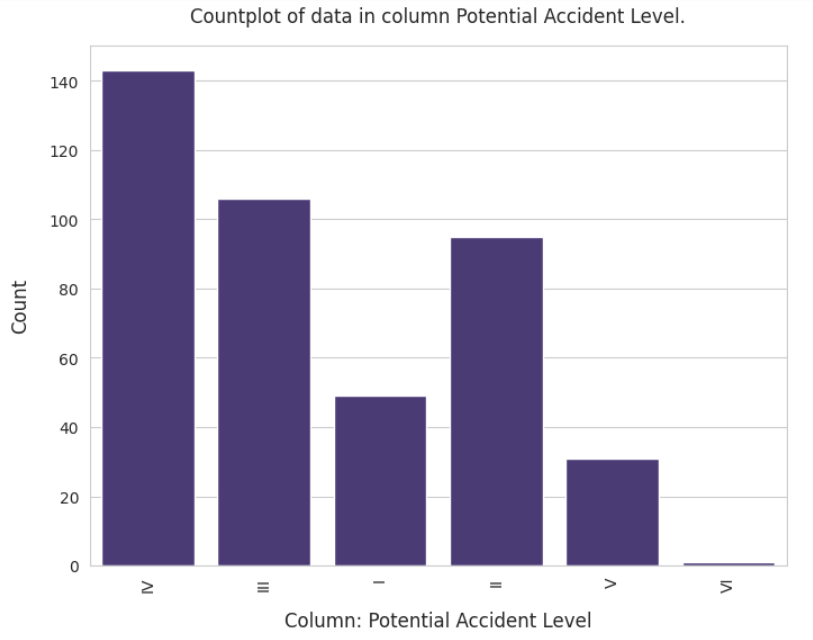 Countplot of data in column Potential Accident Level.
140
120
100
80
60
40
20
0
Count
IV
III
I
II
V
VI
Column: Potential Accident Level